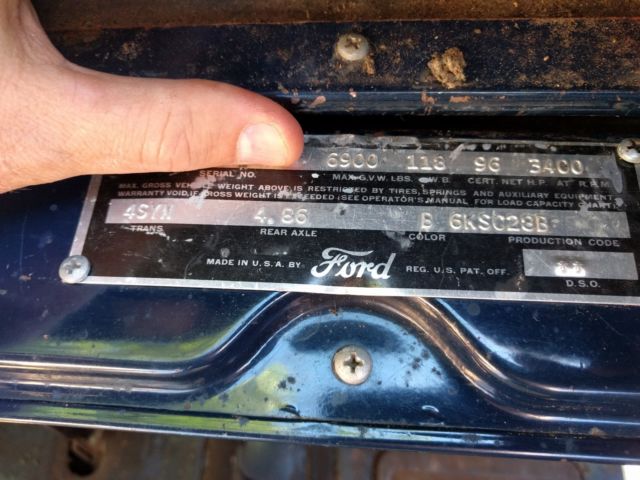 6900 118 96 3A00
SERIAL NO. MAX. G.V.W. LBS. W.B. CERT. NET H.P. AT R.P.M.
MAX. GROSS VEHICLE WEIGHT ABOVE, IS RESTRICTED BY TIRES, SPRINGS AND AUXILIARY EQUIPMENT.
WARRANTY VOID, IF GROSS WEIGHT IS EXCEEDED (SEE OPERATOR'S MANUAL FOR LOAD CAPACITY CHART).
4SYN 4.86 B 6KSC28B
TRANS REAR AXLE COLOR PRODUCTION CODE
MADE IN U.S.A. BY Ford REG. U.S. PAT. OFF.
D.S.O.